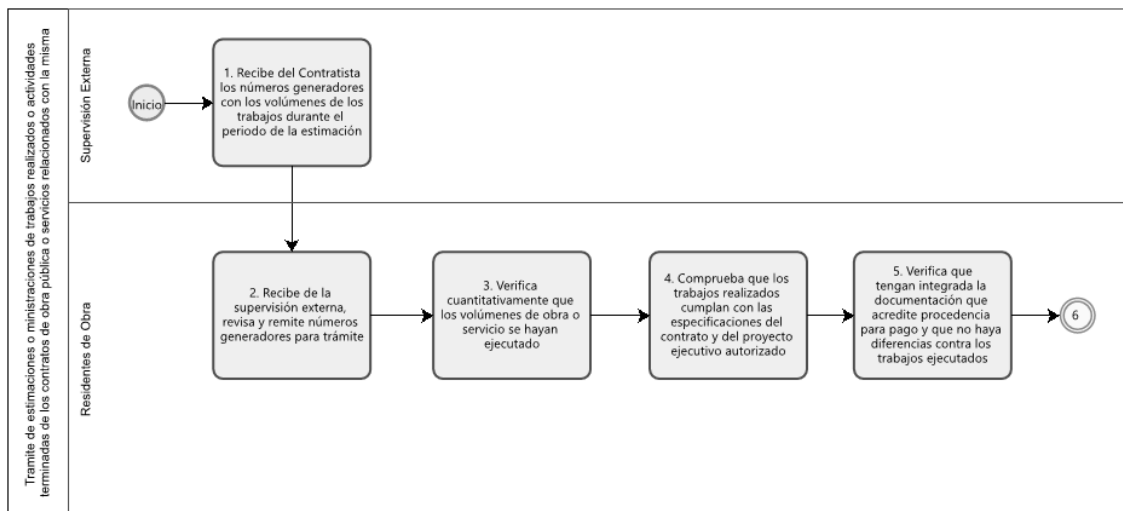 Tramite de estimaciones o ministraciones de trabajos realizados o actividades
terminadas de los contratos de obra pública o servicios relacionados con la misma
Supervisión Externa
Inicio
1. Recibe del Contratista
los números generadores
con los volúmenes de los
trabajos durante el
periodo de la estimación
Residentes de Obra
2. Recibe de la
supervisión externa,
revisa y remite números
generadores para trámite
3. Verifica
cuantitativamente que
los volúmenes de obra o
servicio se hayan
ejecutado
4. Comprueba que los
trabajos realizados
cumplan con las
especificaciones del
contrato y del proyecto
ejecutivo autorizado
5. Verifica que
tengan integrada la
documentación que
acredite procedencia
para pago y que no haya
diferencias contra los
trabajos ejecutados
6